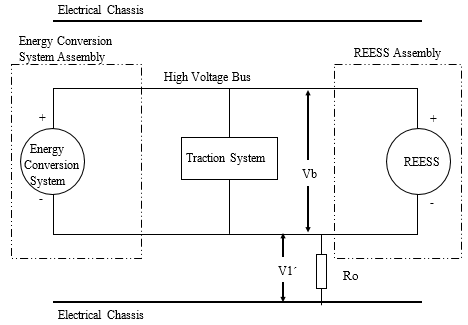 Electrical Chassis
Energy Conversion
System Assembly
REESS Assembly
High Voltage Bus
+
+
Energy
Conversion
System
Traction System
Vb
REESS
-
-
V1´
Ro
Electrical Chassis